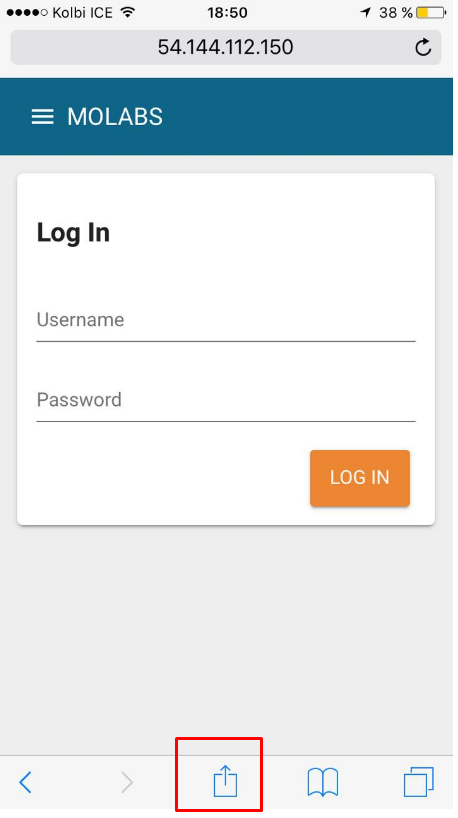 Kolbi ICE 18:50 38 %
54.144.112.150
MOLABS
Log In
Username
Password
LOG IN